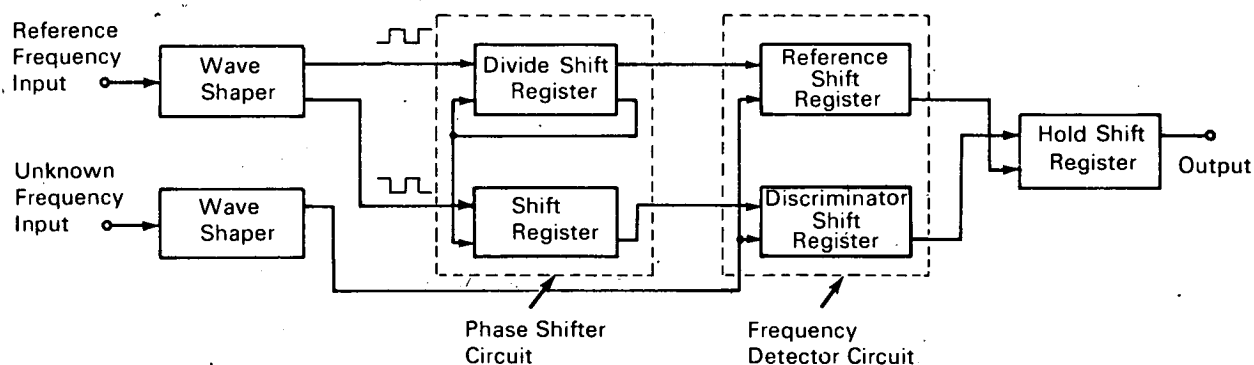 Reference
Frequency
Input
Wave
Shaper
Divide Shift
Register
Reference
Shift
Register
Hold Shift
Register
Output
Unknown
Frequency
Input
Wave
Shaper
Shift
Register
Discriminator
Shift
Register
Phase Shifter
Circuit
Frequency
Detector Circuit